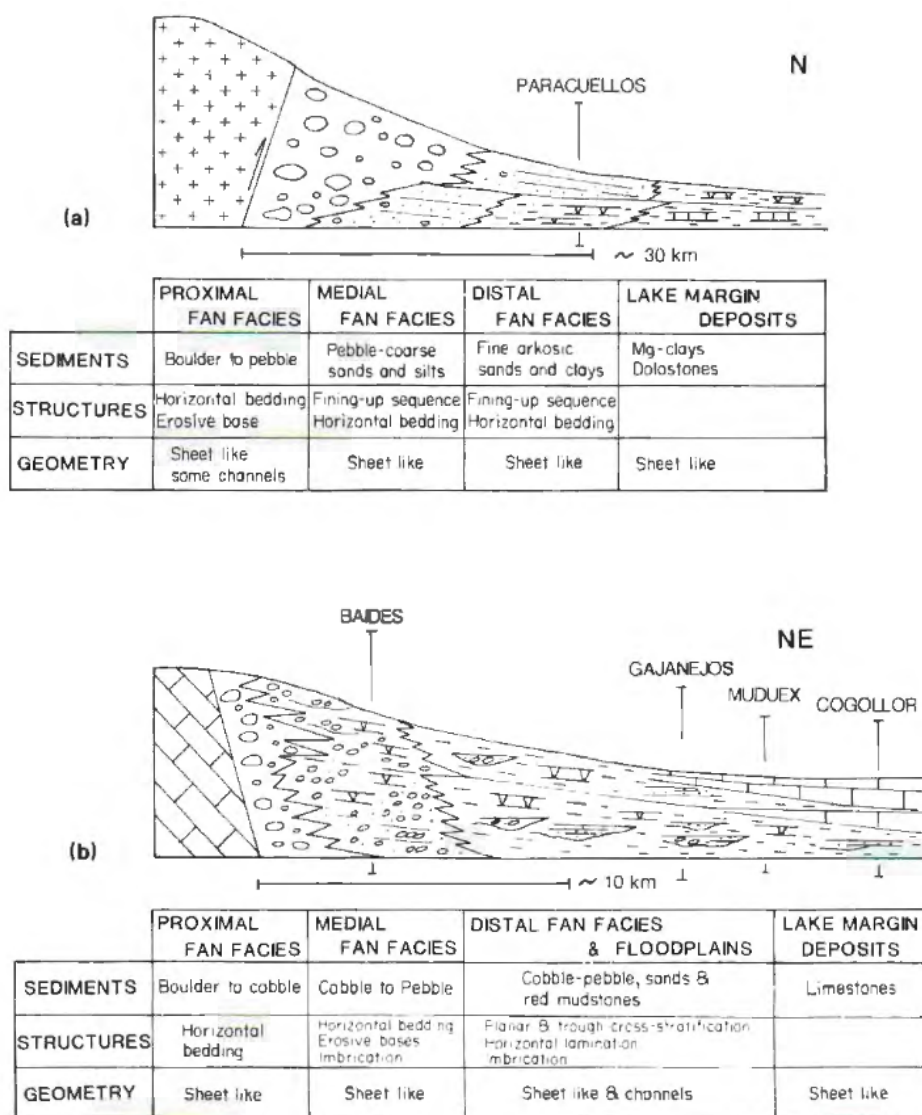 N
PARACUELLOS
(a)
~ 30 km
PROXIMAL FAN FACIES
MEDIAL FAN FACIES
DISTAL FAN FACIES
LAKE MARGIN DEPOSITS
SEDIMENTS
Boulder to pebble
Pebble-coarse
sands and silts
Fine arkosic
sands and clays
Mg-clays
Dolostones
STRUCTURES
Horizontal bedding
Erosive base
Fining-up sequence
Horizontal bedding
Fining-up sequence
Horizontal bedding
GEOMETRY
Sheet like
some channels
Sheet like
Sheet like
Sheet like
BAIDES
NE
GAJANEJOS
MUDUEX
COGOLLOR
(b)
~ 10 km
PROXIMAL FAN FACIES
MEDIAL FAN FACIES
DISTAL FAN FACIES
& FLOODPLAINS
LAKE MARGIN
DEPOSITS
SEDIMENTS
Boulder to cobble
Cobble to Pebble
Cobble-pebble, sands &
red mudstones
Limestones
STRUCTURES
Horizontal
bedding
Horizontal bedding
Erosive bases
Imbrication
Planar & trough cross-stratification
Horizontal lamination
Imbrication
GEOMETRY
Sheet like
Sheet like
Sheet like & channels
Sheet like